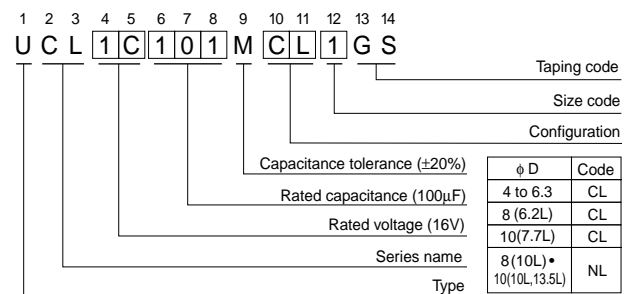 1 2 3 4 5 6 7 8 9 10 11 12 13 14
U C L 1 C 1 0 1 M C L 1 G S
Taping code
Size code
Configuration
Capacitance tolerance (±20%)
Rated capacitance (100µF)
Rated voltage (16V)
Series name
Type
ϕ D Code
4 to 6.3 CL
8 (6.2L) CL
10(7.7L) CL
8(10L)•
10(10L,13.5L) NL